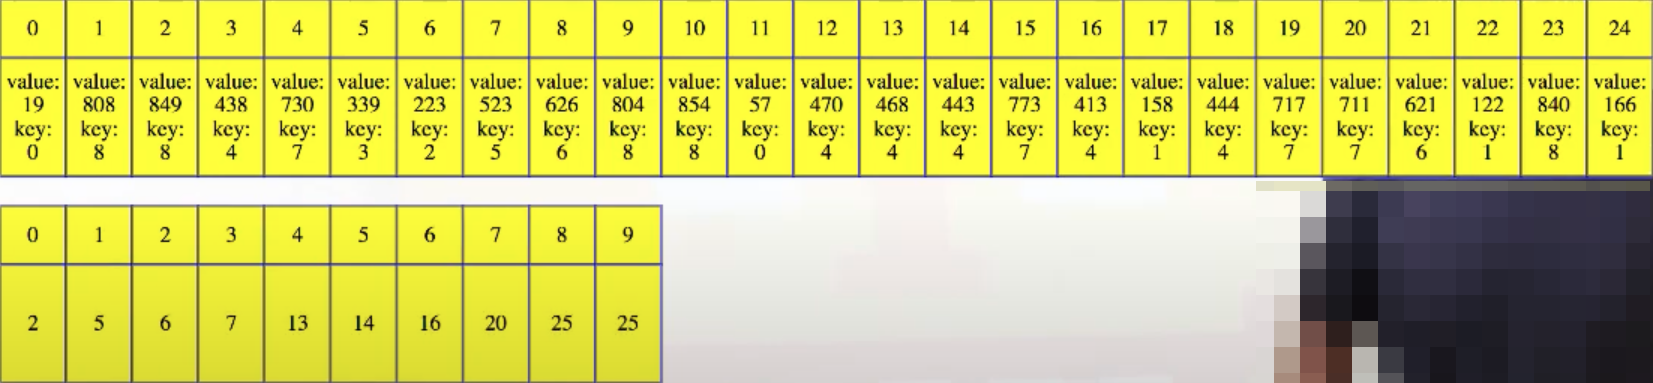 0 1 2 3 4 5 6 7 8 9 10 11 12 13 14 15 16 17 18 19 20 21 22 23 24
value: value: value: value: value: value: value: value: value: value: value: value: value: value: value: value: value: value: value: value: value: value: value: value: value:
19 808 849 438 730 339 223 523 626 804 854 57 470 468 443 773 413 158 444 717 711 621 122 840 166
key: key: key: key: key: key: key: key: key: key: key: key: key: key: key: key: key: key: key: key: key: key: key: key: key:
0 8 8 4 7 3 2 5 6 8 8 0 4 4 4 7 4 1 4 7 7 6 1 8 1
0 1 2 3 4 5 6 7 8 9
2 5 6 7 13 14 16 20 25 25